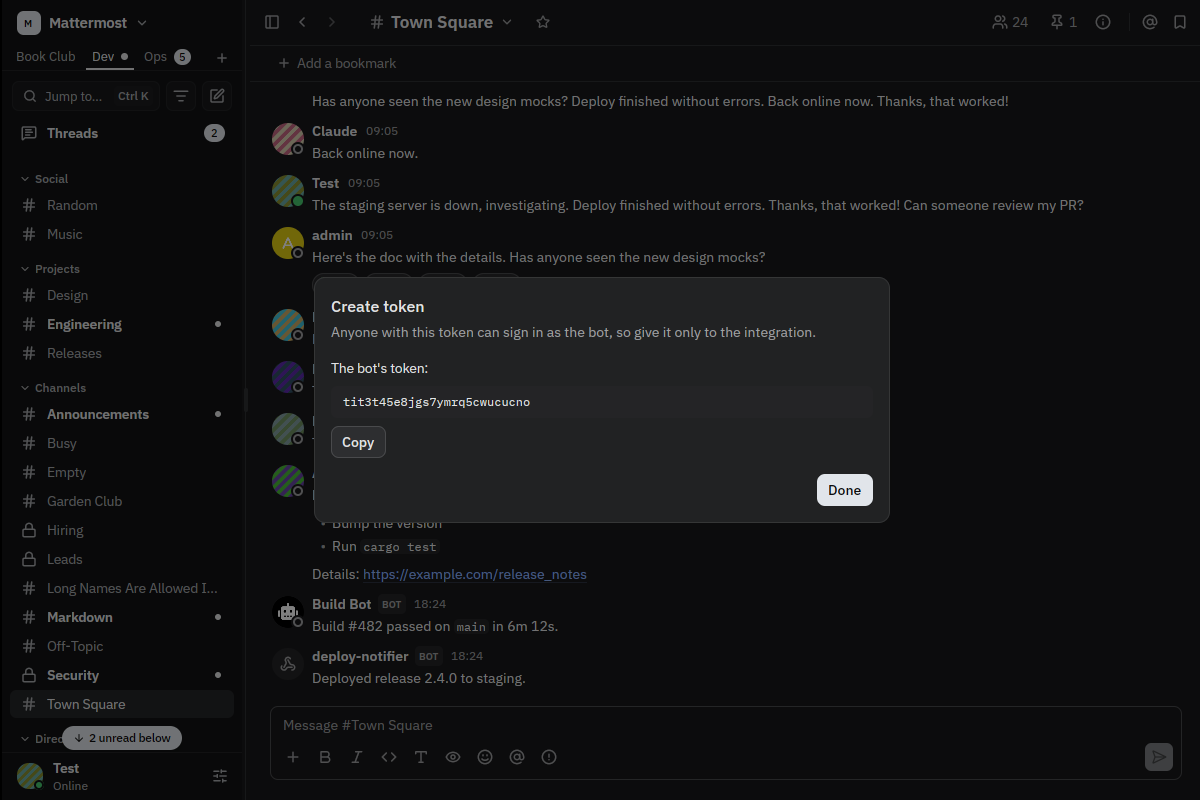 M Mattermost
Book Club Dev Ops 5
Jump to... Ctrl K
Threads 2
Social
Random
Music
Projects
Design
Engineering
Releases
Channels
Announcements
Busy
Empty
Garden Club
Hiring
Leads
Long Names Are Allowed I...
Markdown
Off-Topic
Security
Town Square
2 unread below
Test
Online
# Town Square 24 1
Add a bookmark
Has anyone seen the new design mocks? Deploy finished without errors. Back online now. Thanks, that worked!
Claude 09:05
Back online now.
Test 09:05
The staging server is down, investigating. Deploy finished without errors. Thanks, that worked! Can someone review my PR?
A admin 09:05
Here's the doc with the details. Has anyone seen the new design mocks?
Create token
Anyone with this token can sign in as the bot, so give it only to the integration.
The bot's token:
tit3t45e8jgs7ymrq5cwucucno
Copy
Done
• Bump the version
• Run cargo test
Details: https://example.com/release_notes
Build Bot BOT 18:24
Build #482 passed on main in 6m 12s.
deploy-notifier BOT 18:24
Deployed release 2.4.0 to staging.
Message #Town Square